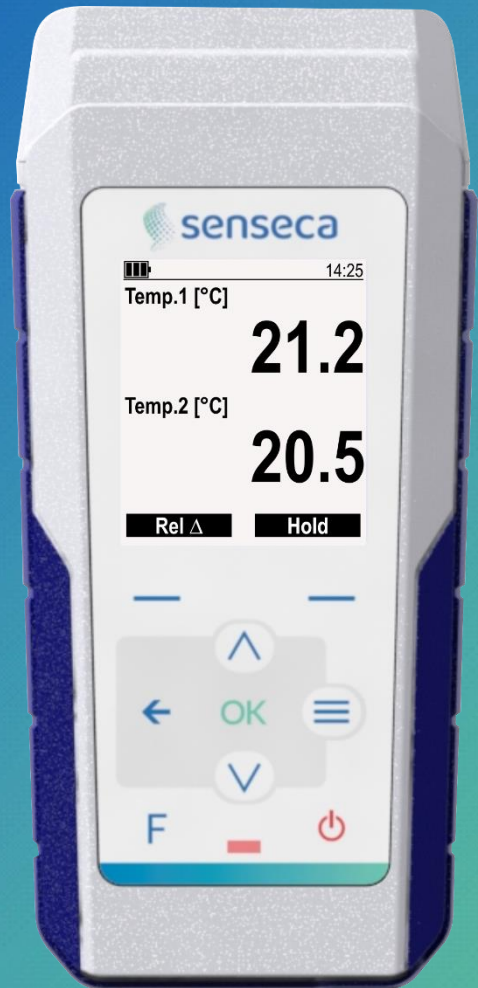 senseca
14:25
Temp.1 [°C]
21.2
Temp.2 [°C]
20.5
Rel Δ Hold
OK
F